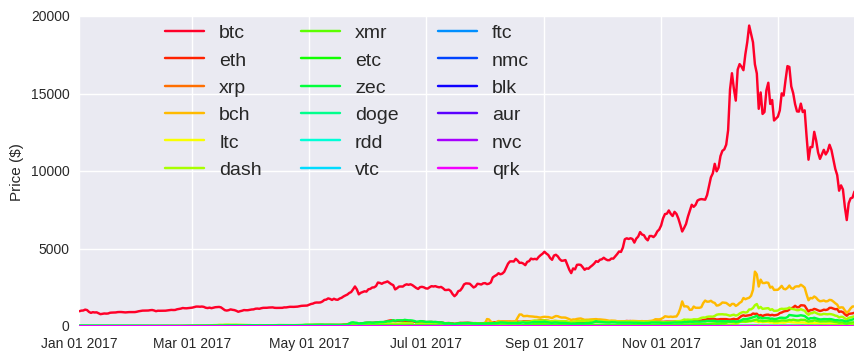 20000
15000
10000
5000
0
Price ($)
btc xmr ftc
eth etc nmc
xrp zec blk
bch doge aur
ltc rdd nvc
dash vtc qrk
Jan 01 2017 Mar 01 2017 May 01 2017 Jul 01 2017 Sep 01 2017 Nov 01 2017 Jan 01 2018